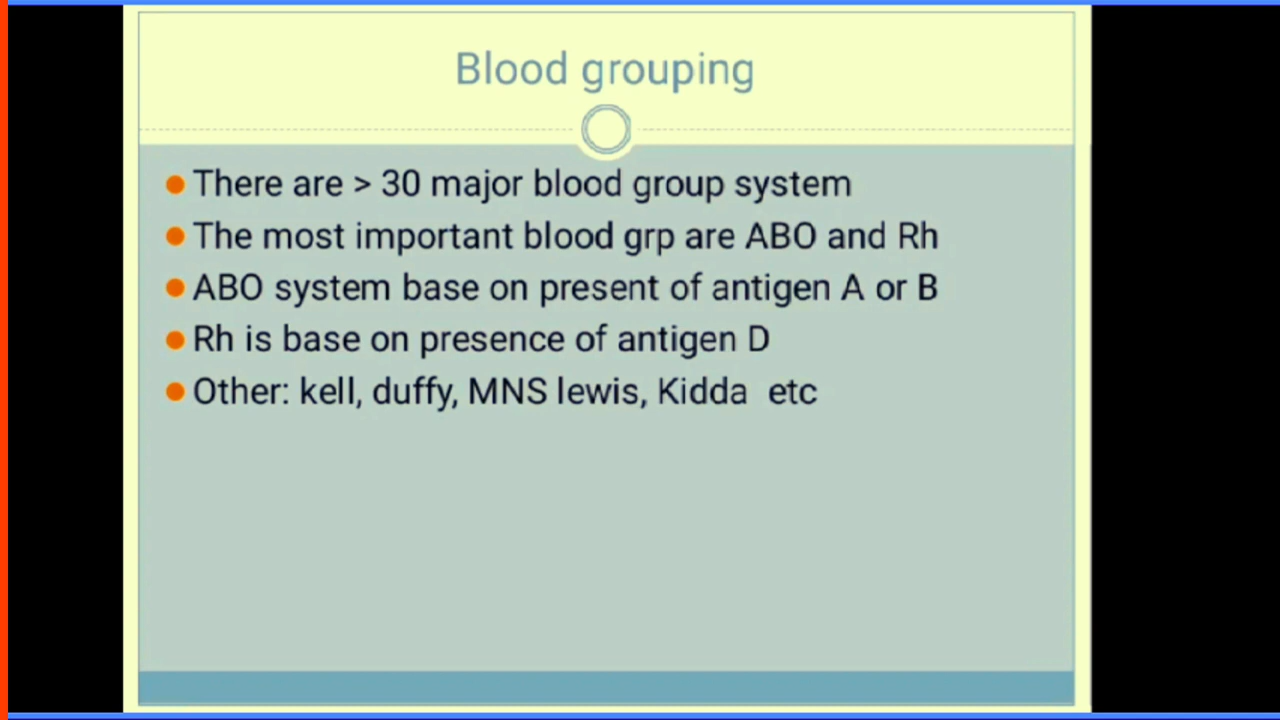 Blood grouping
There are > 30 major blood group system
The most important blood grp are ABO and Rh
ABO system base on present of antigen A or B
Rh is base on presence of antigen D
Other: kell, duffy, MNS lewis, Kidda etc